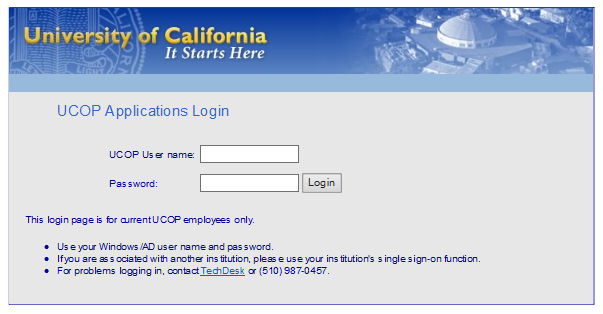 University of California
It Starts Here
UCOP Applications Login
UCOP User name:
Password: Login
This login page is for current UCOP employees only.
• Use your Windows/AD user name and password.
• If you are associated with another institution, please use your institution's single sign-on function.
• For problems logging in, contact TechDesk or (510) 987-0457.